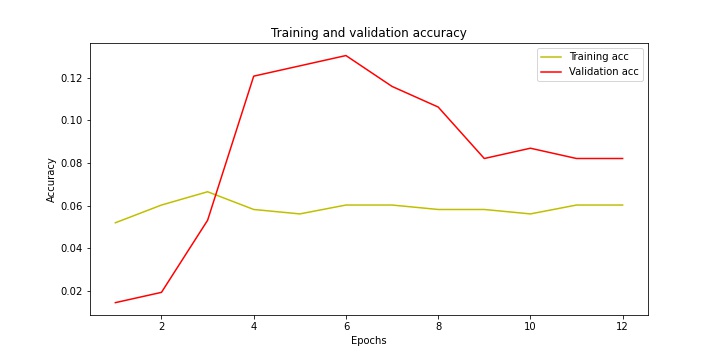 Training and validation accuracy
Training acc
Validation acc
0.12
0.10
0.08
0.06
0.04
0.02
Accuracy
2 4 6 8 10 12
Epochs